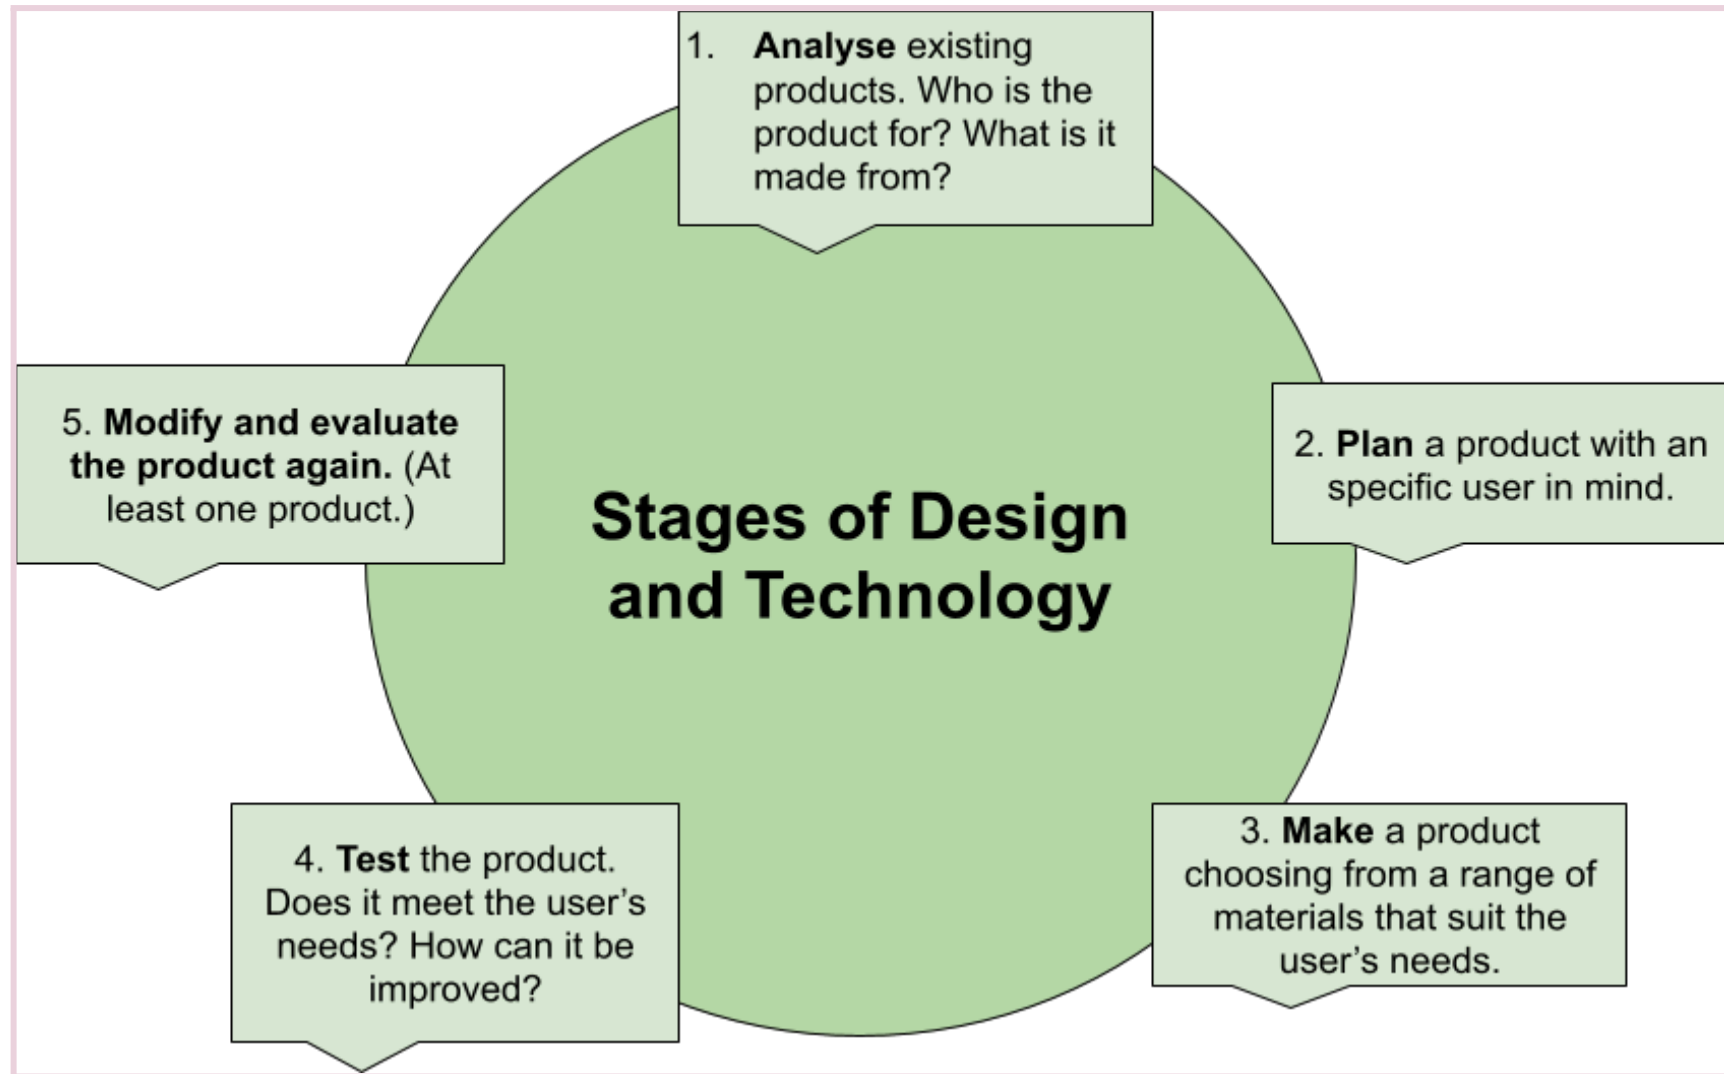 1. Analyse existing
products. Who is the
product for? What is it
made from?
2. Plan a product with an
specific user in mind.
3. Make a product
choosing from a range of
materials that suit the
user’s needs.
4. Test the product.
Does it meet the user’s
needs? How can it be
improved?
5. Modify and evaluate
the product again. (At
least one product.)
Stages of Design
and Technology